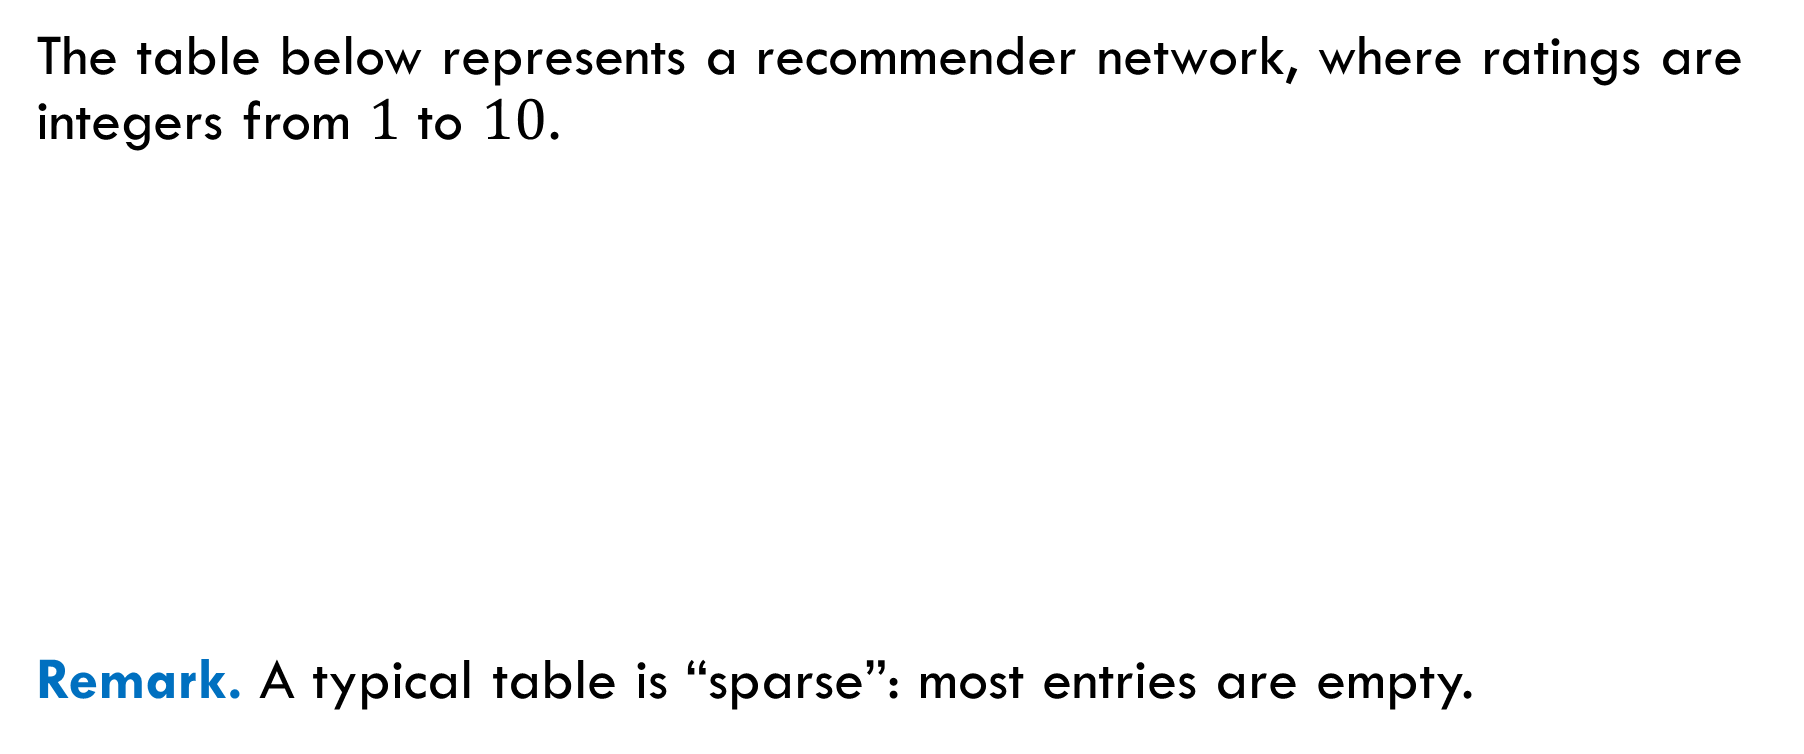 The table below represents a recommender network, where ratings are
integers from 1 to 10.
Remark. A typical table is “sparse”: most entries are empty.